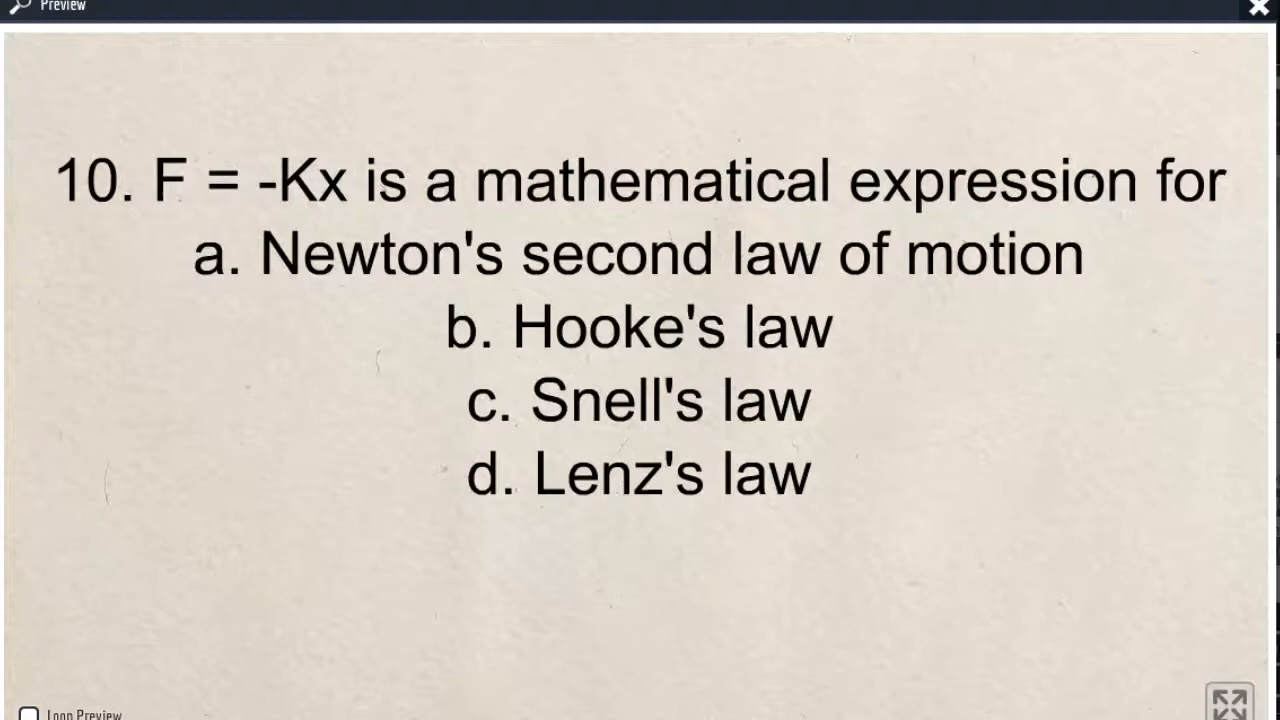 Preview
10. F = -Kx is a mathematical expression for
a. Newton's second law of motion
b. Hooke's law
c. Snell's law
d. Lenz's law
Loop Preview